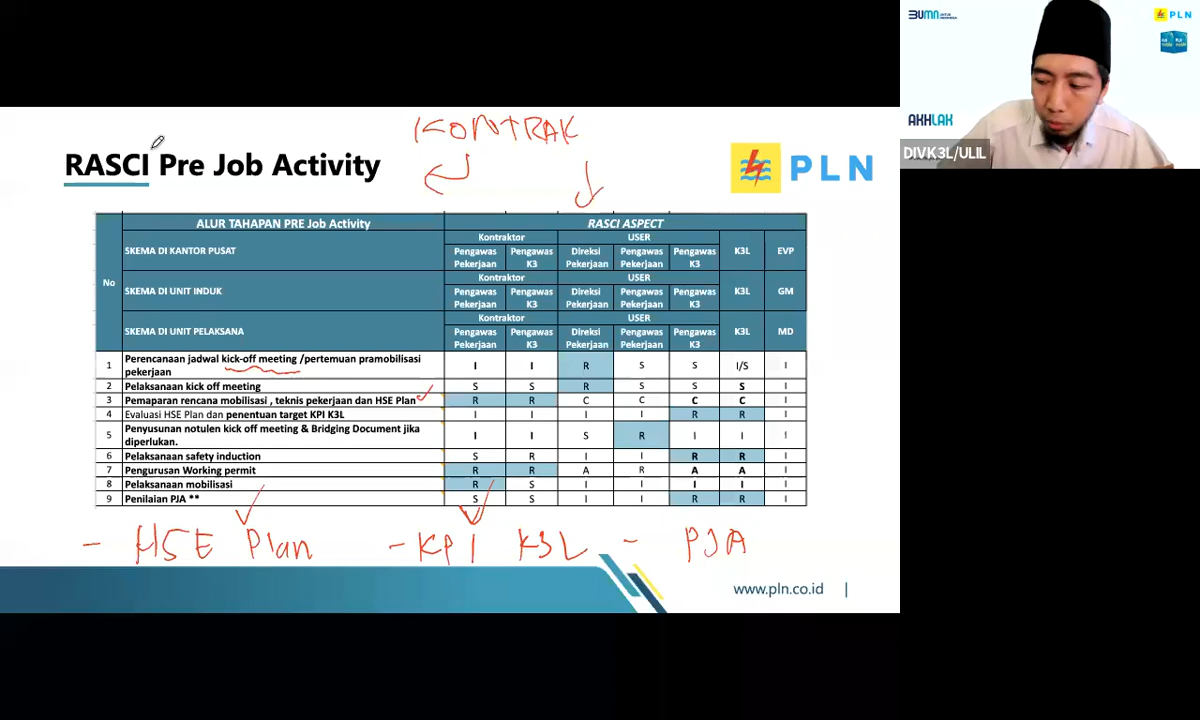 BUMN UNTUK INDONESIA
PLN
AKHLAK
DIVK3L/ULIL
KONTRAK
RASCI Pre Job Activity
PLN
No ALUR TAHAPAN PRE Job Activity RASCI ASPECT
Kontraktor USER
SKEMA DI KANTOR PUSAT Pengawas Pekerjaan Pengawas K3 Direksi Pekerjaan Pengawas Pekerjaan Pengawas K3 K3L EVP
Kontraktor USER
SKEMA DI UNIT INDUK Pengawas Pekerjaan Pengawas K3 Direksi Pekerjaan Pengawas Pekerjaan Pengawas K3 K3L GM
Kontraktor USER
SKEMA DI UNIT PELAKSANA Pengawas Pekerjaan Pengawas K3 Direksi Pekerjaan Pengawas Pekerjaan Pengawas K3 K3L MD
1 Perencanaan jadwal kick-off meeting /pertemuan pramobilisasi pekerjaan I I R S S I/S I
2 Pelaksanaan kick off meeting S S R S S S I
3 Pemaparan rencana mobilisasi , teknis pekerjaan dan HSE Plan R R C C C C I
4 Evaluasi HSE Plan dan penentuan target KPI K3L I I I I R R I
5 Penyusunan notulen kick off meeting & Bridging Document jika diperlukan. I I S R I I I
6 Pelaksanaan safety induction S R I I R R I
7 Pengurusan Working permit R R A R A A I
8 Pelaksanaan mobilisasi R S I I I I I
9 Penilaian PJA ** S S I I R R I
- HSE Plan - KPI K3L - PJA
www.pln.co.id |